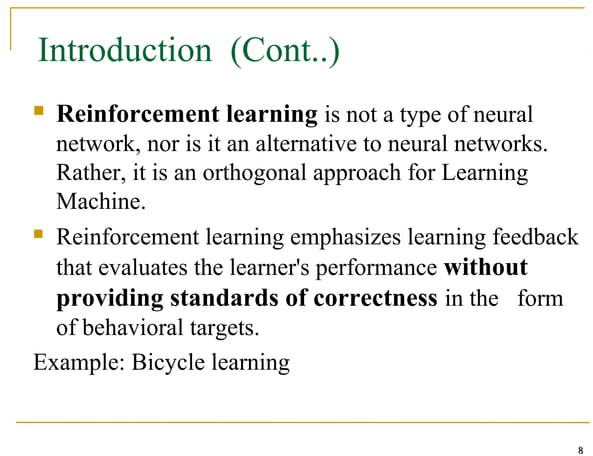 Introduction (Cont..)
Reinforcement learning is not a type of neural
network, nor is it an alternative to neural networks.
Rather, it is an orthogonal approach for Learning
Machine.
Reinforcement learning emphasizes learning feedback
that evaluates the learner's performance without
providing standards of correctness in the form
of behavioral targets.
Example: Bicycle learning
8